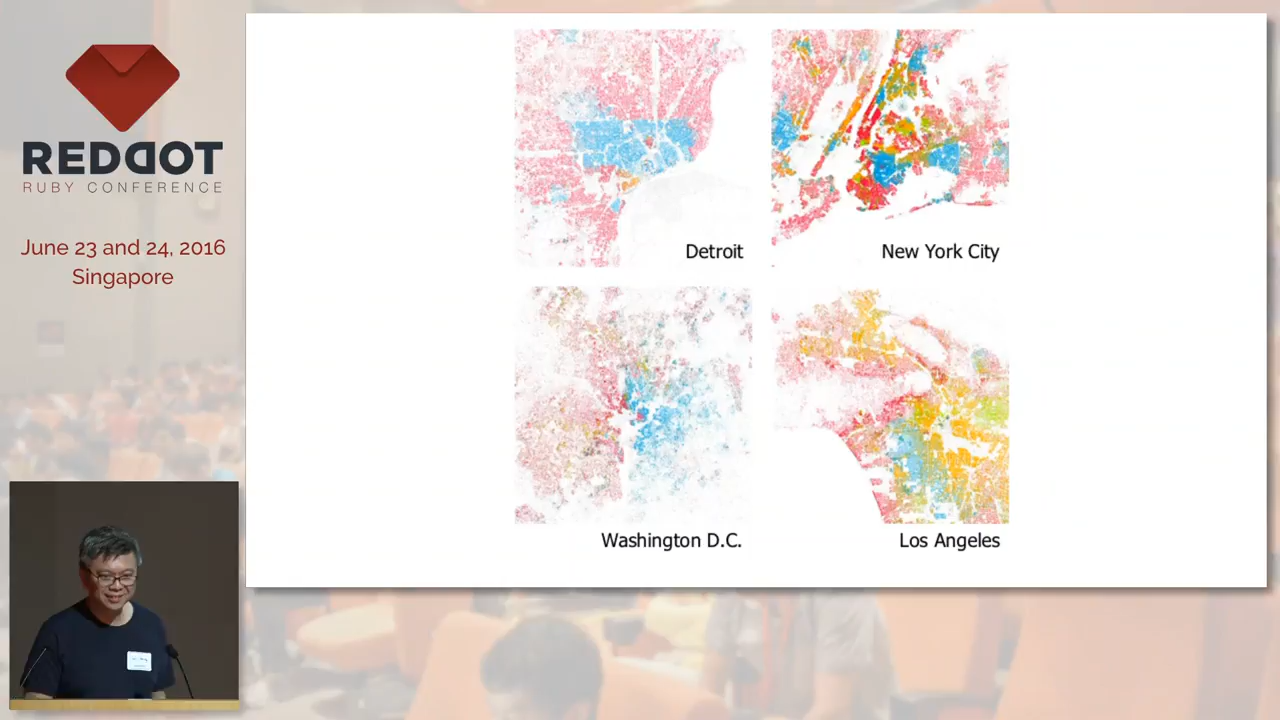 REDDOT
RUBY CONFERENCE
June 23 and 24, 2016
Singapore
Detroit
New York City
Washington D.C.
Los Angeles